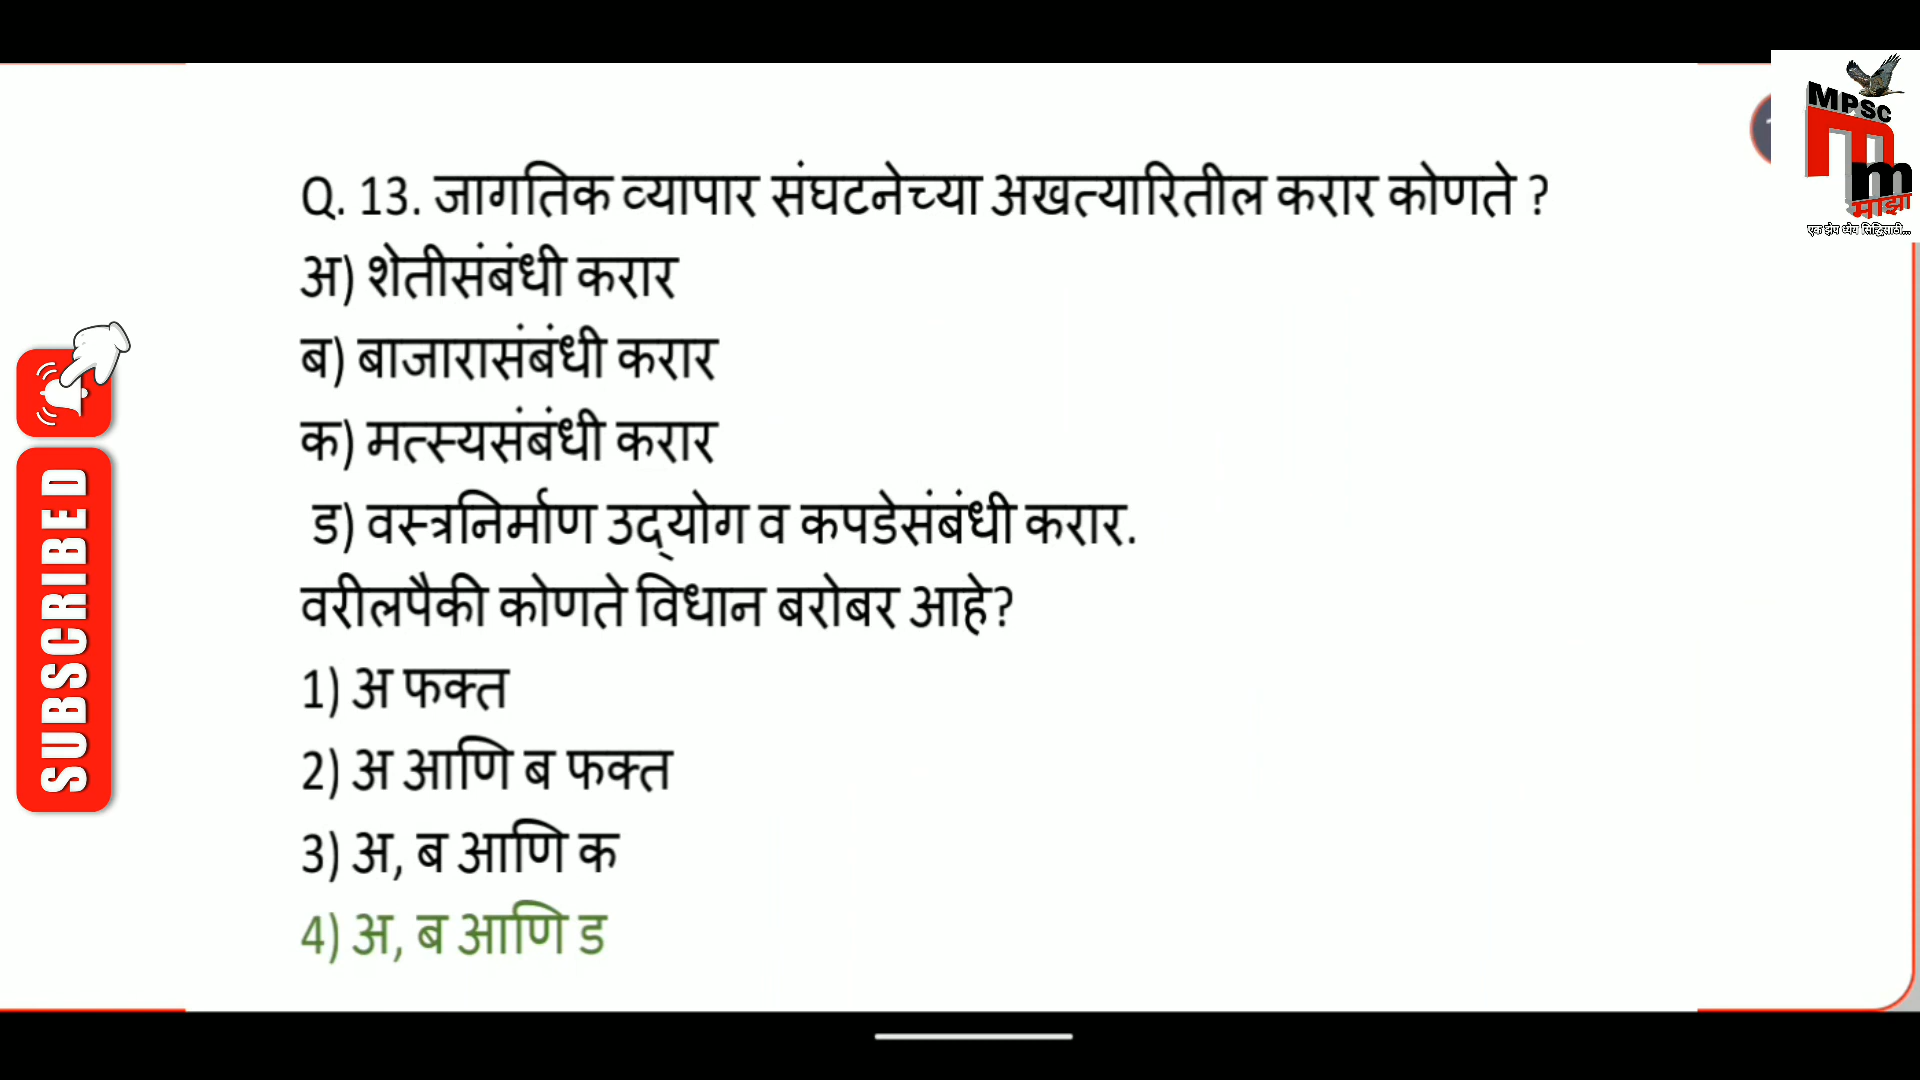 MPSC
माझा
एक झेप ध्येय सिद्धिसाठी...
Q. 13. जागतिक व्यापार संघटनेच्या अखत्यारितील करार कोणते ?
अ) शेतीसंबंधी करार
ब) बाजारासंबंधी करार
क) मत्स्यसंबंधी करार
ड) वस्त्रनिर्माण उद्‌योग व कपडेसंबंधी करार.
वरीलपैकी कोणते विधान बरोबर आहे?
1) अ फक्त
2) अ आणि ब फक्त
3) अ, ब आणि क
4) अ, ब आणि ड
SUBSCRIBED